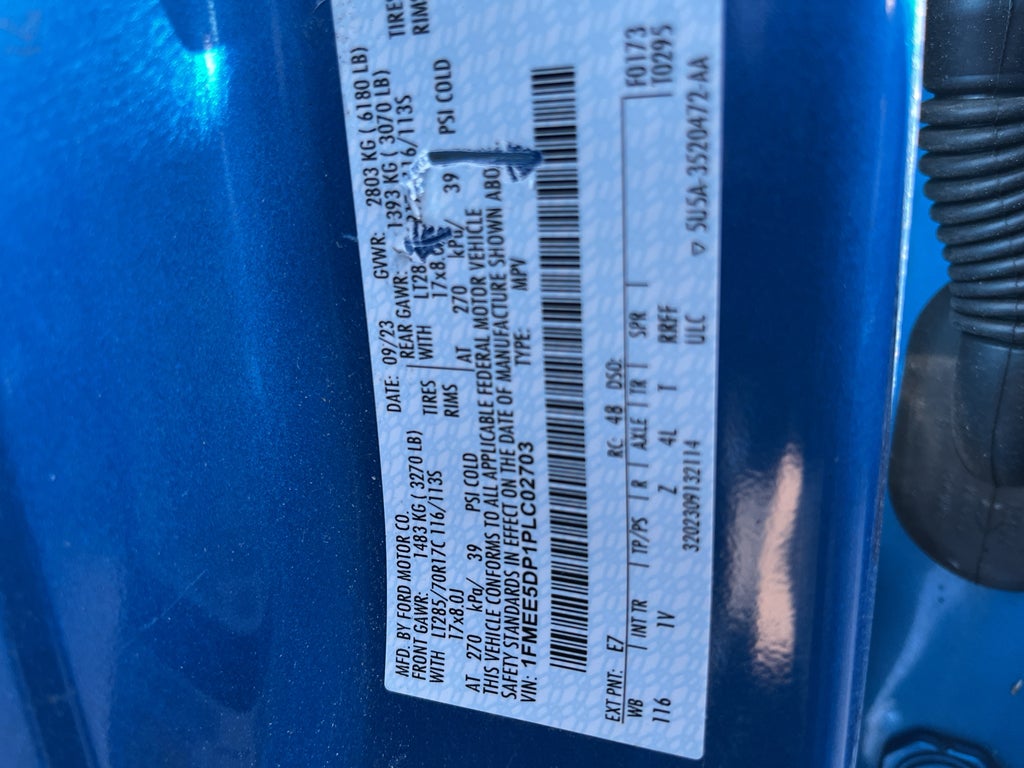 MFD. BY FORD MOTOR CO.
DATE: 09/23
GVWR: 2803 KG ( 6180 LB)
FRONT GAWR: 1483 KG ( 3270 LB)
REAR GAWR: 1393 KG ( 3070 LB)
WITH LT285/70R17C 116/113S TIRES
WITH LT28 116/113S TIRES
17x8.0J RIMS
17x8.0 RIMS
AT 270 kPa/ 39 PSI COLD
AT 270 kPa/ 39 PSI COLD
THIS VEHICLE CONFORMS TO ALL APPLICABLE FEDERAL MOTOR VEHICLE
SAFETY STANDARDS IN EFFECT ON THE DATE OF MANUFACTURE SHOWN ABO
VIN: 1FMEE5DP1PLC02703
TYPE: MPV
EXT PNT: E7 RC: 48 DSO: F0173
WB | INT TR | TP/PS | R | AXLE | TR | SPR | T0295
116 1V Z 4L T RRFF
3202309132114 ULC ▽ 5U5A-3520472-AA